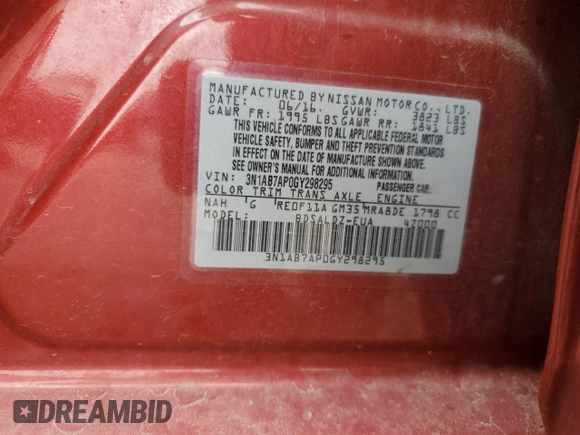 MANUFACTURED BY NISSAN MOTOR CO., LTD.
DATE: 06/16 GVWR: 3823 LBS
GAWR FR: 1995 LBS GAWR RR: 1841 LBS
THIS VEHICLE CONFORMS TO ALL APPLICABLE FEDERAL MOTOR
VEHICLE SAFETY, BUMPER AND THEFT PREVENTION STANDARDS
IN EFFECT ON THE DATE OF MANUFACTURE SHOWN ABOVE.
SEE OWNER'S MANUAL FOR ADDITIONAL INFORMATION
VIN: 3N1AB7AP0GY298295 PASSENGER CAR
COLOR TRIM TRANS AXLE ENGINE
NAH G RE0F11A GM35 MRA8DE 1798 CC
BDSALDZ-EUA 4Z000
3N1AB7AP0GY298295
DREAMBID